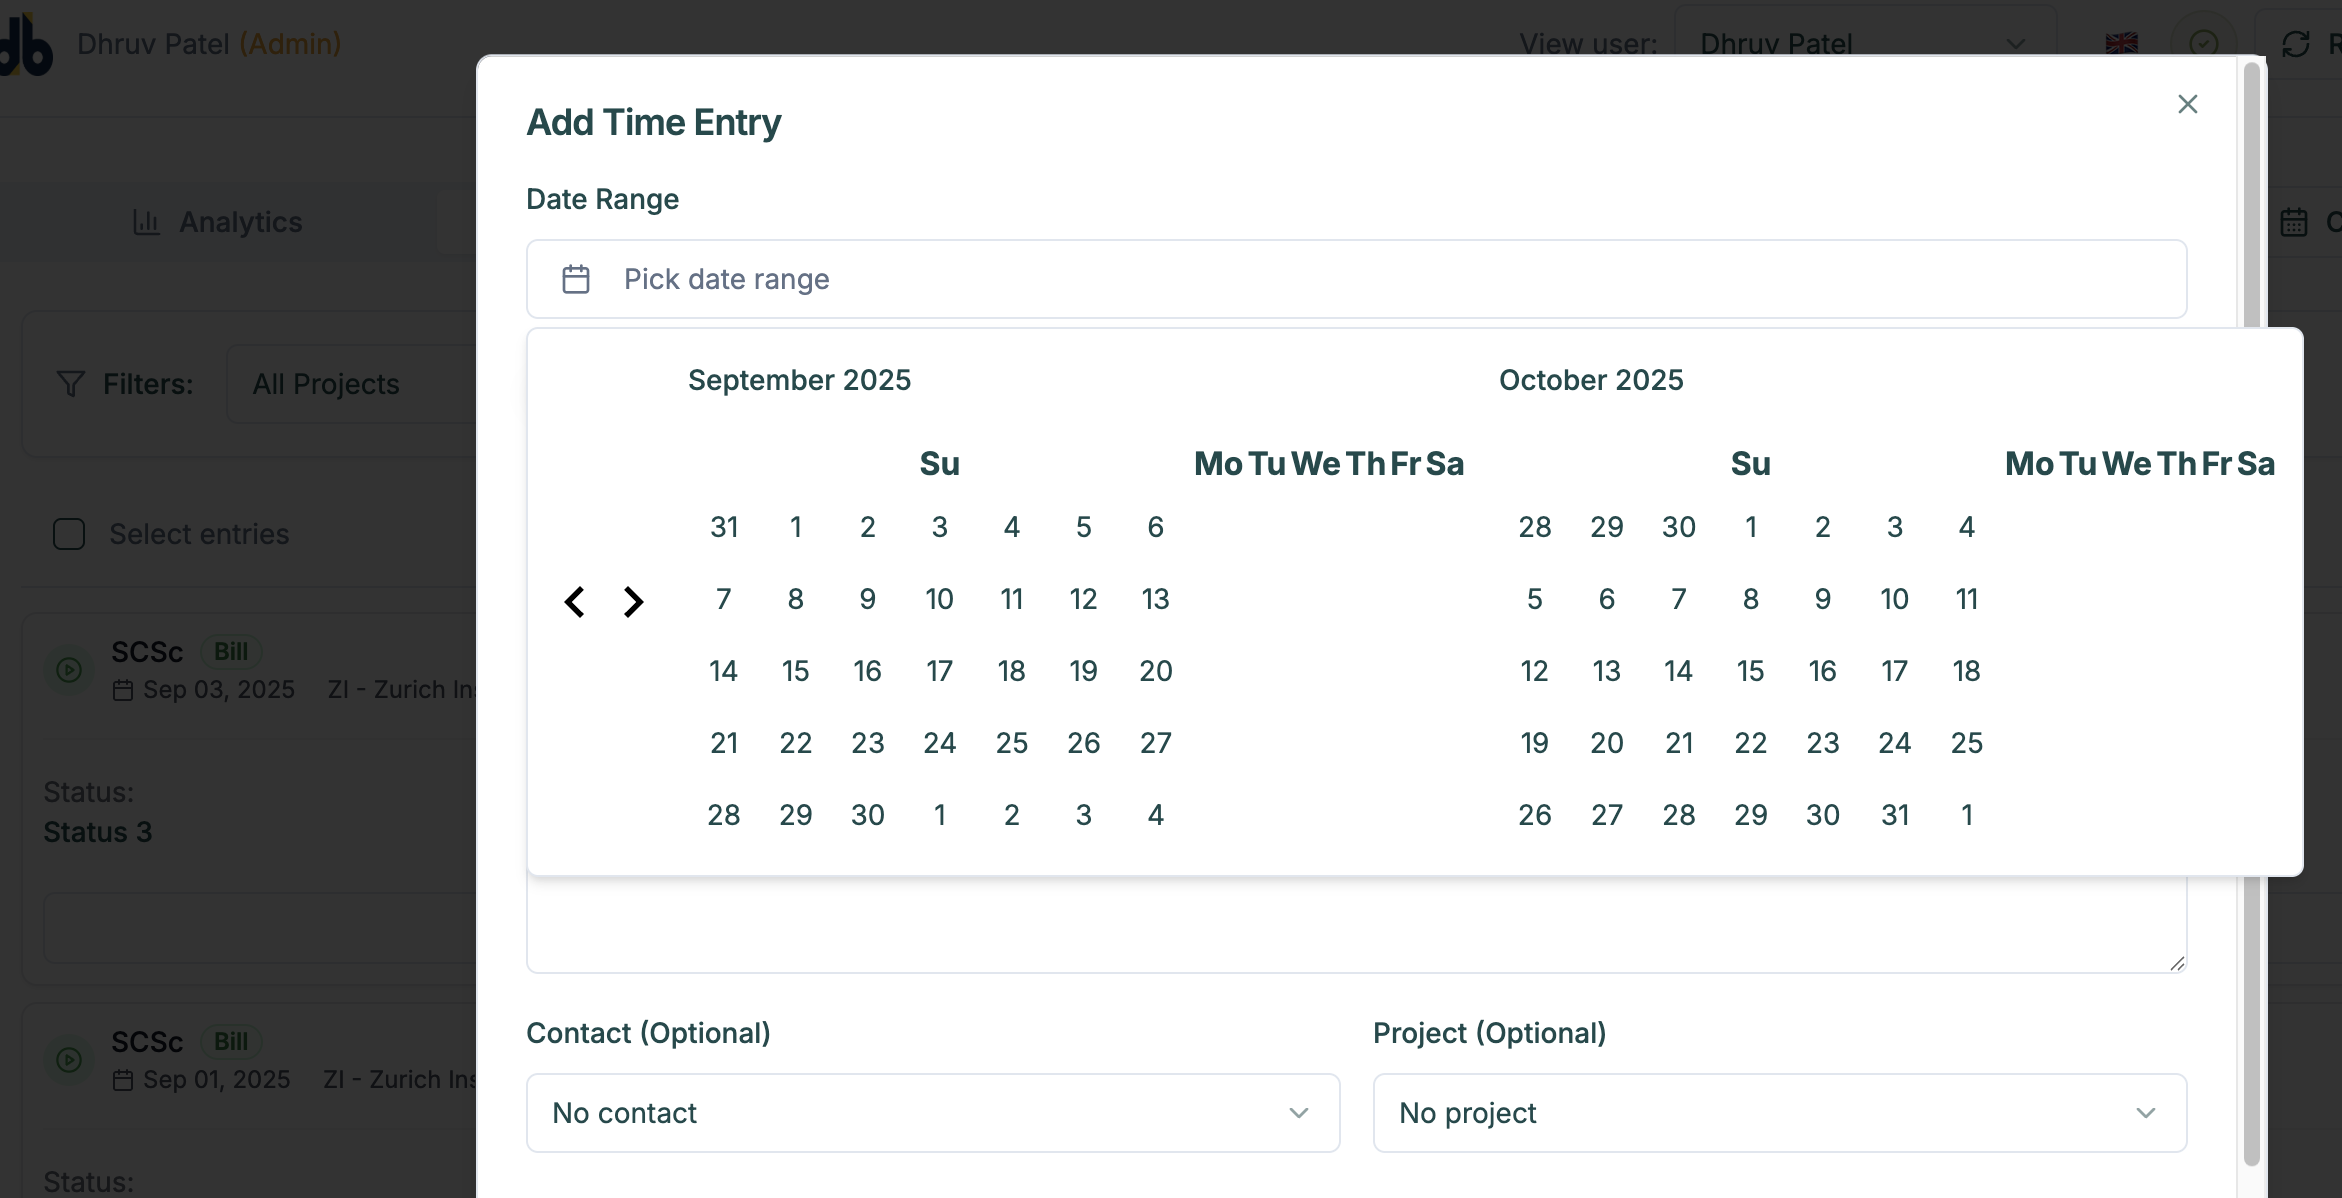 db Dhruv Patel (Admin)
View user: Dhruv Patel
Add Time Entry
Date Range
Analytics
Pick date range
Filters: All Projects
September 2025
October 2025
Su Mo Tu We Th Fr Sa
Su Mo Tu We Th Fr Sa
31 1 2 3 4 5 6
28 29 30 1 2 3 4
7 8 9 10 11 12 13
5 6 7 8 9 10 11
14 15 16 17 18 19 20
12 13 14 15 16 17 18
21 22 23 24 25 26 27
19 20 21 22 23 24 25
28 29 30 1 2 3 4
26 27 28 29 30 31 1
Select entries
SCSc Bill
Sep 03, 2025 ZI - Zurich
Status:
Status 3
SCSc Bill
Sep 01, 2025 ZI - Zurich
Status:
Contact (Optional)
Project (Optional)
No contact
No project